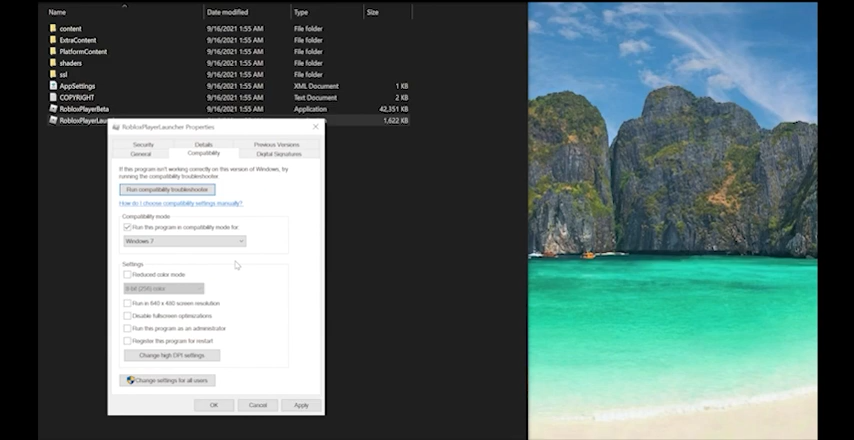 Name Date modified Type Size
content 9/16/2021 1:55 AM File folder
ExtraContent 9/16/2021 1:55 AM File folder
PlatformContent 9/16/2021 1:55 AM File folder
shaders 9/16/2021 1:55 AM File folder
ssl 9/16/2021 1:55 AM File folder
AppSettings 9/16/2021 1:55 AM XML Document 1 KB
COPYRIGHT 9/16/2021 1:55 AM Text Document 2 KB
RobloxPlayerBeta 9/16/2021 1:55 AM Application 42,351 KB
RobloxPlayerLau 1,622 KB
RobloxPlayerLauncher Properties
Security Details Previous Versions
General Compatibility Digital Signatures
If this program isn't working correctly on this version of Windows, try
running the compatibility troubleshooter.
Run compatibility troubleshooter
How do I choose compatibility settings manually?
Compatibility mode
Run this program in compatibility mode for:
Windows 7
Settings
Reduced color mode
8-bit (256) color
Run in 640 x 480 screen resolution
Disable fullscreen optimizations
Run this program as an administrator
Register this program for restart
Change high DPI settings
Change settings for all users
OK Cancel Apply